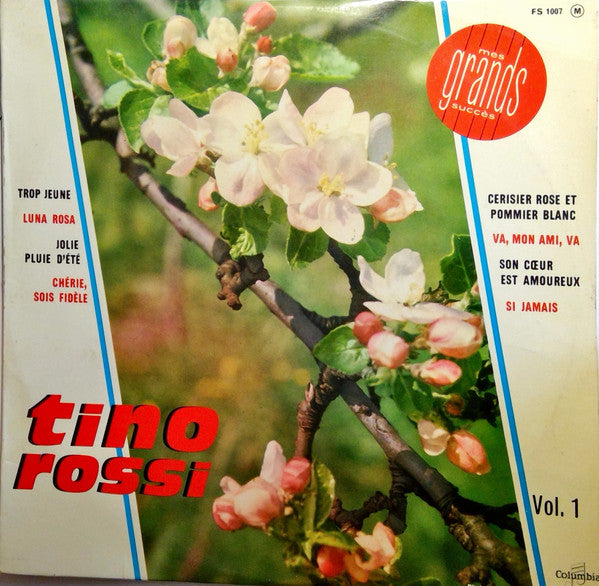 FS 1007 M
mes
grands
succès
TROP JEUNE
LUNA ROSA
JOLIE
PLUIE D'ÉTÉ
CHÉRIE,
SOIS FIDÈLE
CERISIER ROSE ET
POMMIER BLANC
VA, MON AMI, VA
SON CŒUR
EST AMOUREUX
SI JAMAIS
tino
rossi
Vol. 1
Columbia